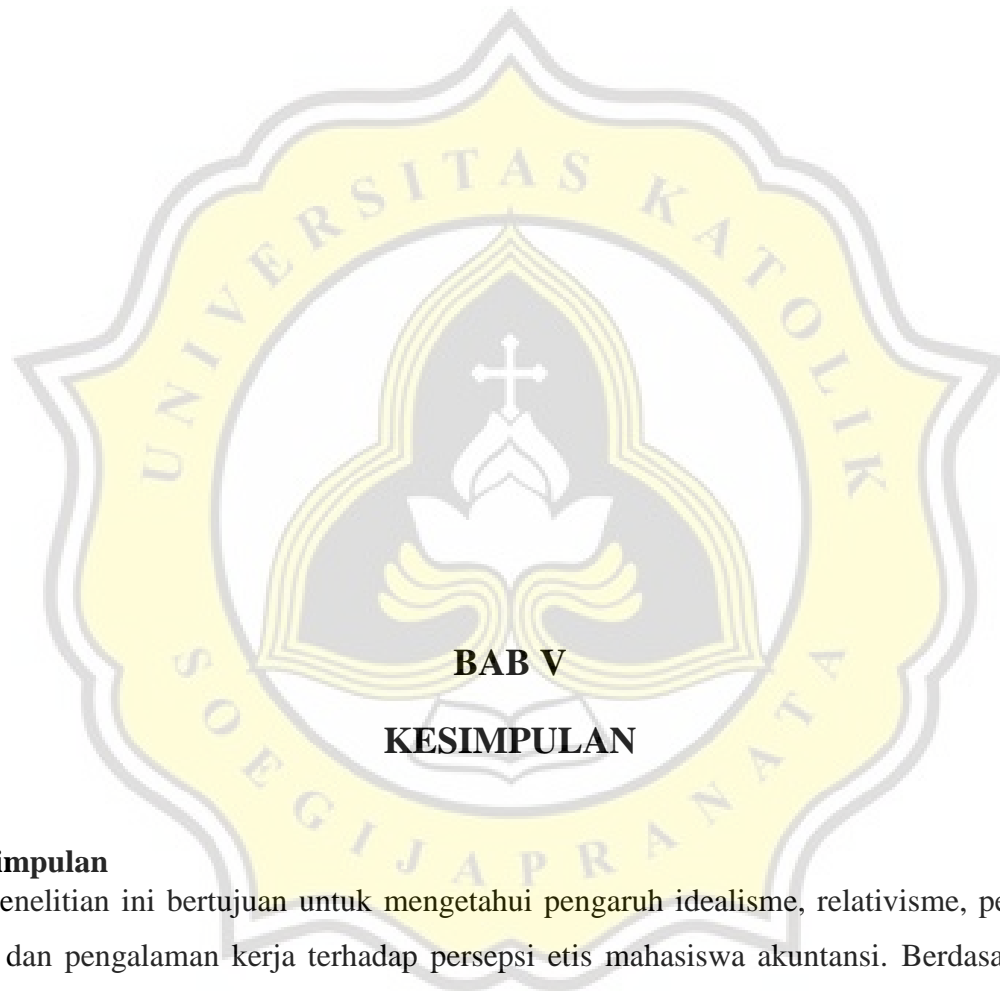 UNIVERSITAS KATOLIK
SOEGIJAPRANATA
BAB V
KESIMPULAN
impulan
enelitian ini bertujuan untuk mengetahui pengaruh idealisme, relativisme, pe
dan pengalaman kerja terhadap persepsi etis mahasiswa akuntansi. Berdasa